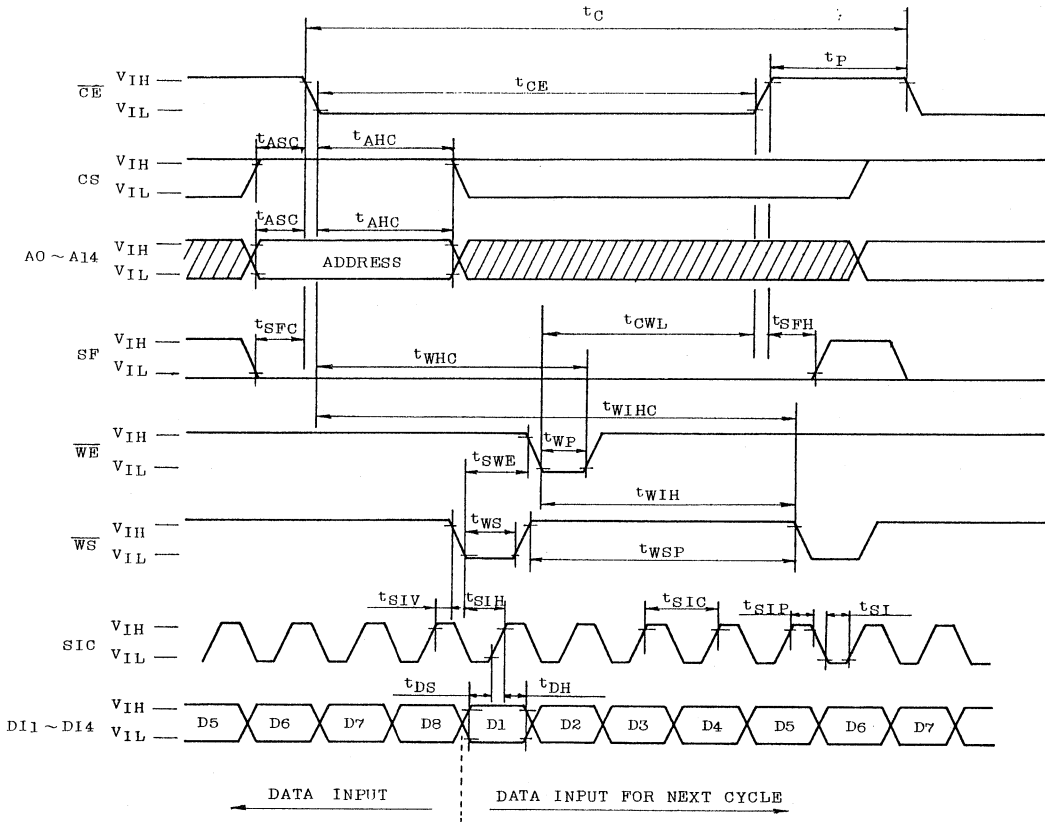 tC
VIH
CE
VIL
tCE
tP
tASC
tAHC
VIH
CS
VIL
tASC
tAHC
A0 ~ A14
VIH
VIL
ADDRESS
tSFC
tCWL
tSFH
VIH
SF
VIL
tWHC
tWIHC
VIH
WE
VIL
tWP
tSWE
tWIH
VIH
WS
VIL
tWS
tWSP
tSIV
tSIH
tSIC
tSIP
tSI
VIH
SIC
VIL
tDS
tDH
VIH
DI1 ~ DI4
VIL
D5 D6 D7 D8 D1 D2 D3 D4 D5 D6 D7
DATA INPUT
DATA INPUT FOR NEXT CYCLE